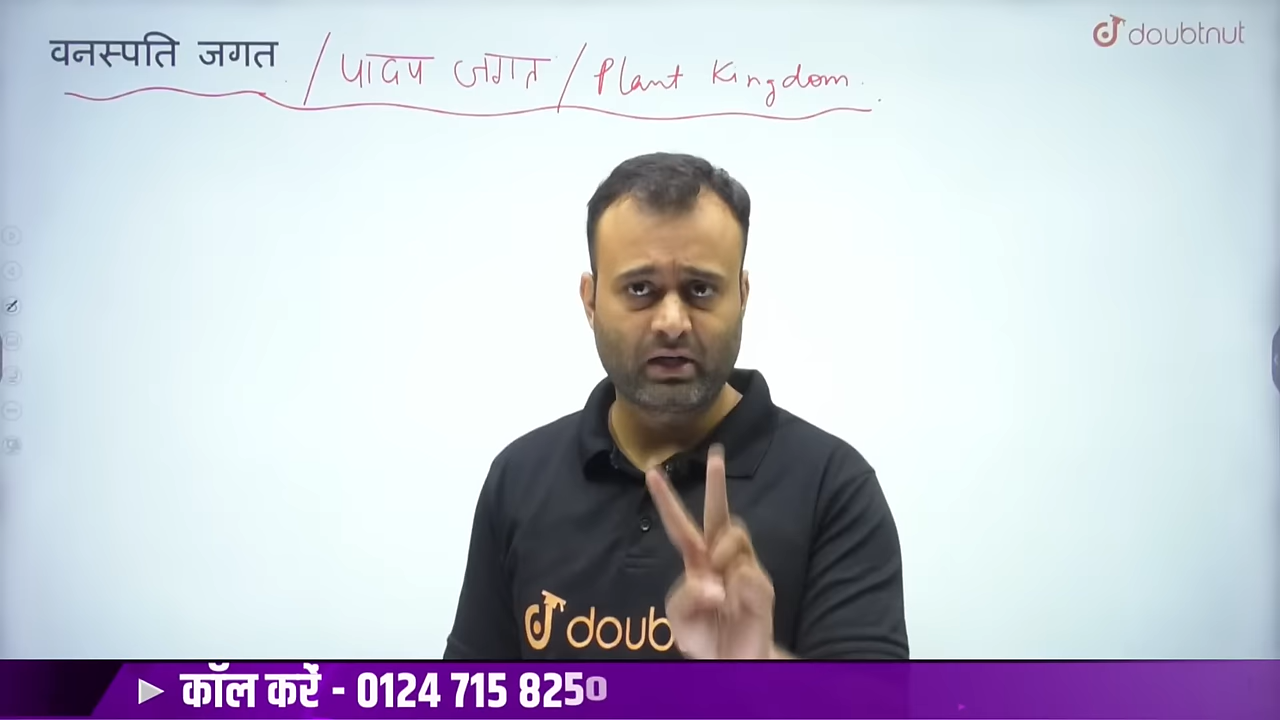 वनस्पति जगत / पादप जगत / Plant Kingdom.
doubtnut
doub
कॉल करें - 0124 715 8250